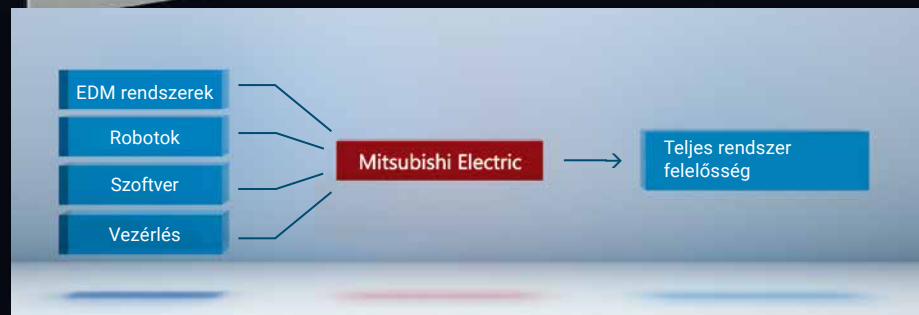 EDM rendszerek
Robotok
Szoftver
Vezérlés
Mitsubishi Electric
Teljes rendszer
felelősség